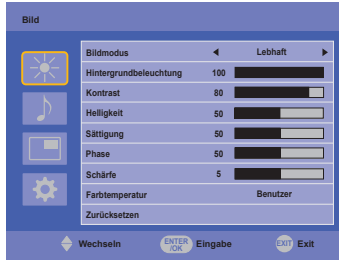 Bild
Bildmodus Lebhaft
Hintergrundbeleuchtung 100
Kontrast 80
Helligkeit 50
Sättigung 50
Phase 50
Schärfe 5
Farbtemperatur Benutzer
Zurücksetzen
Wechseln ENTER /OK Eingabe EXIT Exit